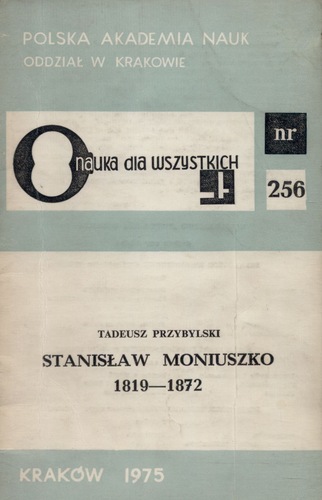 POLSKA AKADEMIA NAUK
ODDZIAŁ W KRAKOWIE
nauka dla wszystkich
nr
256
TADEUSZ PRZYBYLSKI
STANISŁAW MONIUSZKO
1819—1872
KRAKÓW 1975